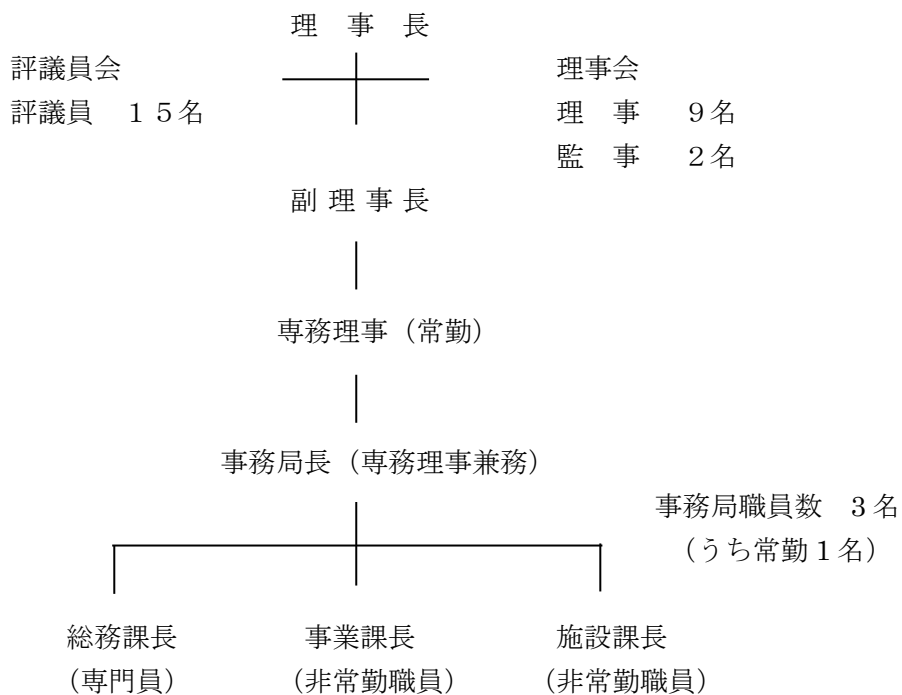 理 事 長
評議員会
評議員 １５名
理事会
理 事 ９名
監 事 ２名
副 理 事 長
専務理事（常勤）
事務局長（専務理事兼務）
事務局職員数 ３名
（うち常勤１名）
総務課長 事業課長 施設課長
（専門員） （非常勤職員） （非常勤職員）